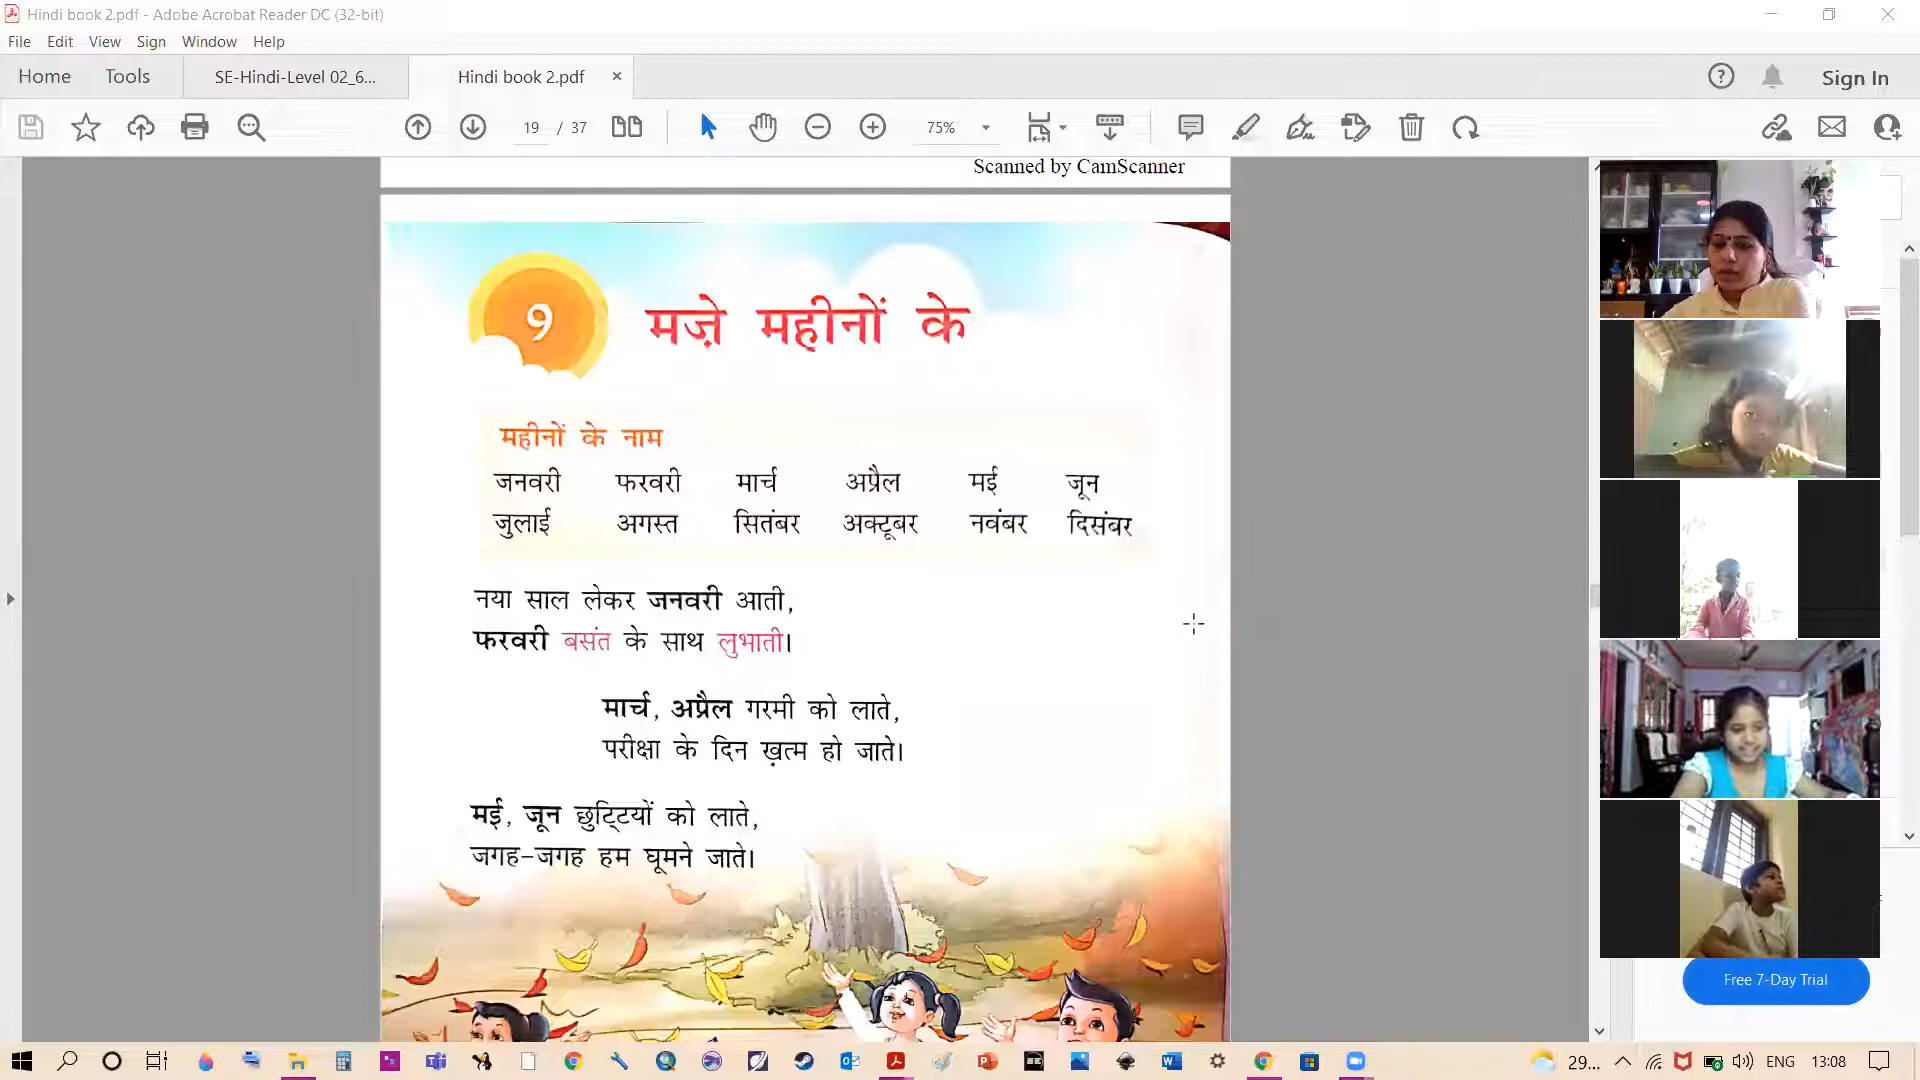 Hindi book 2.pdf - Adobe Acrobat Reader DC (32-bit)
File Edit View Sign Window Help
Home Tools SE-Hindi-Level 02_6... Hindi book 2.pdf × Sign In
19 / 37 75%
Scanned by CamScanner
9 मज़े महीनों के
महीनों के नाम
जनवरी फरवरी मार्च अप्रैल मई जून
जुलाई अगस्त सितंबर अक्टूबर नवंबर दिसंबर
नया साल लेकर जनवरी आती,
फरवरी बसंत के साथ लुभाती।
मार्च, अप्रैल गरमी को लाते,
परीक्षा के दिन ख़त्म हो जाते।
मई, जून छुट्टियों को लाते,
जगह-जगह हम घूमने जाते।
Free 7-Day Trial
29... ENG 13:08